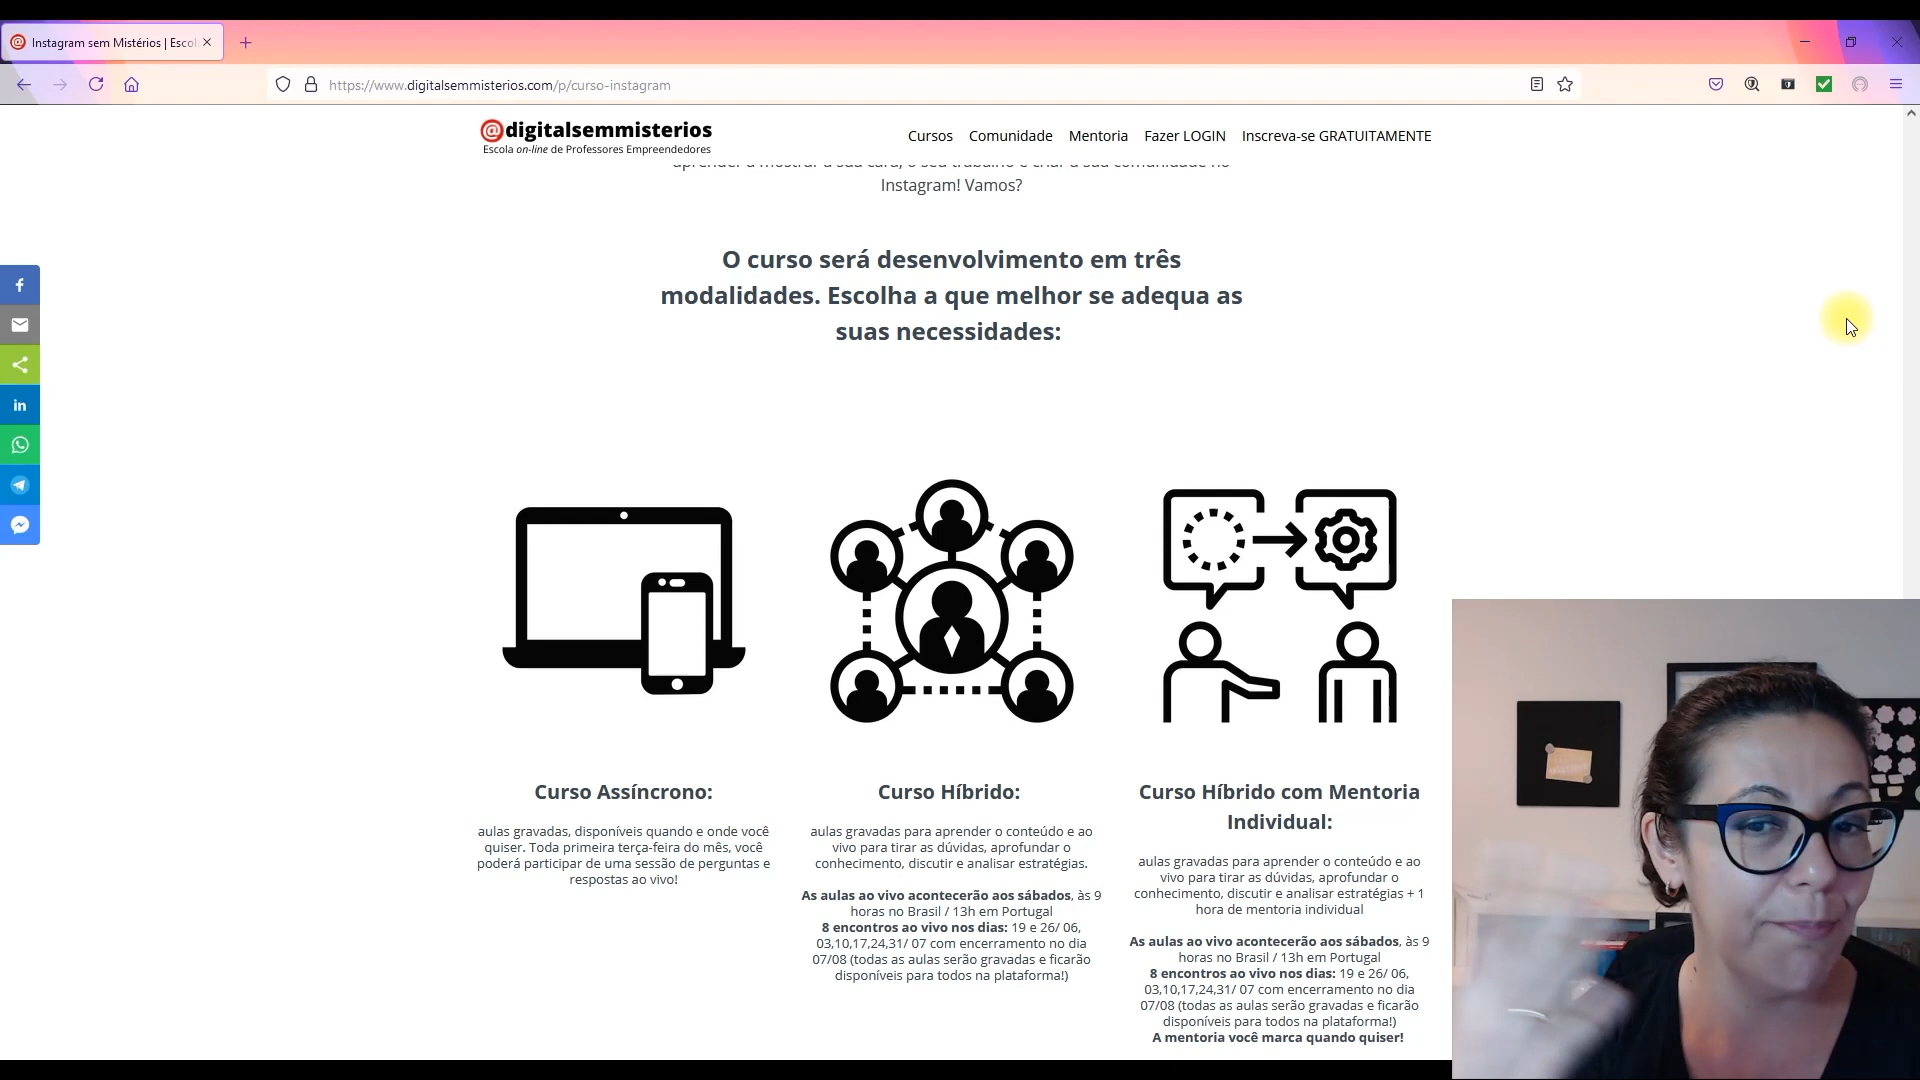 Instagram sem Mistérios | Escol
https://www.digitalsemmisterios.com/p/curso-instagram
@digitalsemmisterios
Escola on-line de Professores Empreendedores
Cursos Comunidade Mentoria Fazer LOGIN Inscreva-se GRATUITAMENTE
aprender a mostrar a sua cara, o seu trabalho e criar a sua comunidade no
Instagram! Vamos?
O curso será desenvolvimento em três
modalidades. Escolha a que melhor se adequa as
suas necessidades:
Curso Assíncrono:
aulas gravadas, disponíveis quando e onde você
quiser. Toda primeira terça-feira do mês, você
poderá participar de uma sessão de perguntas e
respostas ao vivo!
Curso Híbrido:
aulas gravadas para aprender o conteúdo e ao
vivo para tirar as dúvidas, aprofundar o
conhecimento, discutir e analisar estratégias.
As aulas ao vivo acontecerão aos sábados, às 9
horas no Brasil / 13h em Portugal
8 encontros ao vivo nos dias: 19 e 26/ 06,
03,10,17,24,31/ 07 com encerramento no dia
07/08 (todas as aulas serão gravadas e ficarão
disponíveis para todos na plataforma!)
Curso Híbrido com Mentoria
Individual:
aulas gravadas para aprender o conteúdo e ao
vivo para tirar as dúvidas, aprofundar o
conhecimento, discutir e analisar estratégias + 1
hora de mentoria individual
As aulas ao vivo acontecerão aos sábados, às 9
horas no Brasil / 13h em Portugal
8 encontros ao vivo nos dias: 19 e 26/ 06,
03,10,17,24,31/ 07 com encerramento no dia
07/08 (todas as aulas serão gravadas e ficarão
disponíveis para todos na plataforma!)
A mentoria você marca quando quiser!